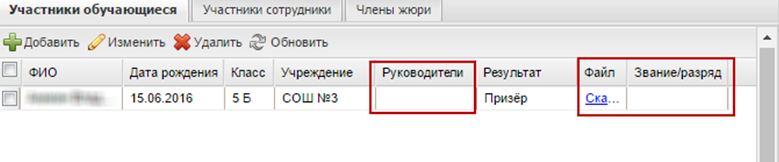 Участники обучающиеся Участники сотрудники Члены жюри
Добавить Изменить Удалить Обновить
ФИО Дата рождения Класс Учреждение Руководители Результат Файл Звание/разряд
15.06.2016 5 Б СОШ №3 Призёр Ска...